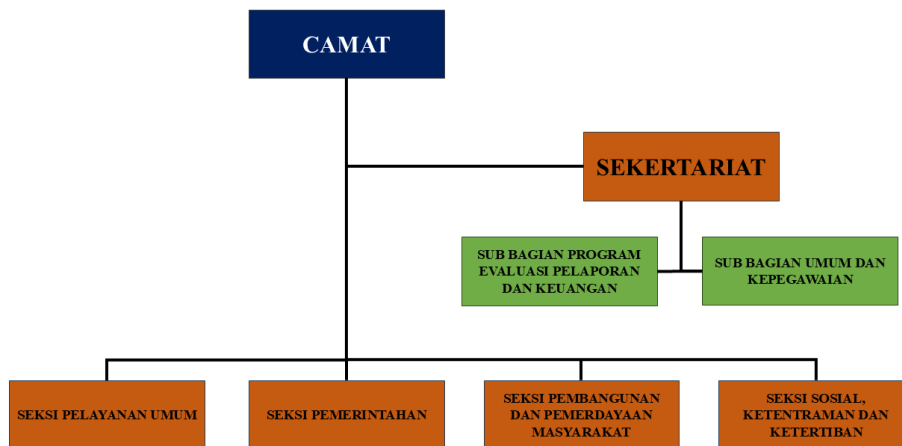 CAMAT
SEKERTARIAT
SUB BAGIAN PROGRAM
EVALUASI PELAPORAN
DAN KEUANGAN
SUB BAGIAN UMUM DAN
KEPEGAWAIAN
SEKSI PELAYANAN UMUM
SEKSI PEMERINTAHAN
SEKSI PEMBANGUNAN
DAN PEMERDAYAAN
MASYARAKAT
SEKSI SOSIAL,
KETENTRAMAN DAN
KETERTIBAN